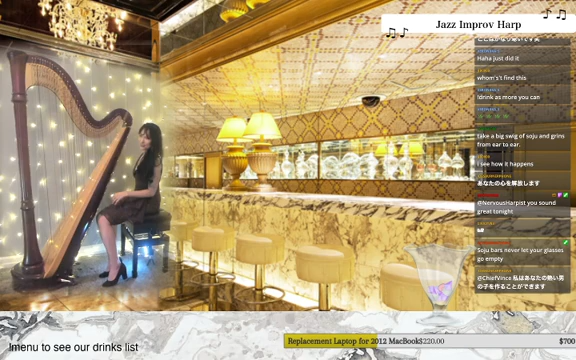 Jazz Improv Harp
Haha just did it
whom's't find this
!drink as more you can
take a big swig of soju and grins
from ear to ear.
I see how it happens
あなたの心を解放します
@NervousHarpist you sound
great tonight
Soju bars never let your glasses
go empty
@ChiefVince 私はあなたの熱い男
の子を作ることができます
!menu to see our drinks list
Replacement Laptop for 2012 MacBook$220.00
$700